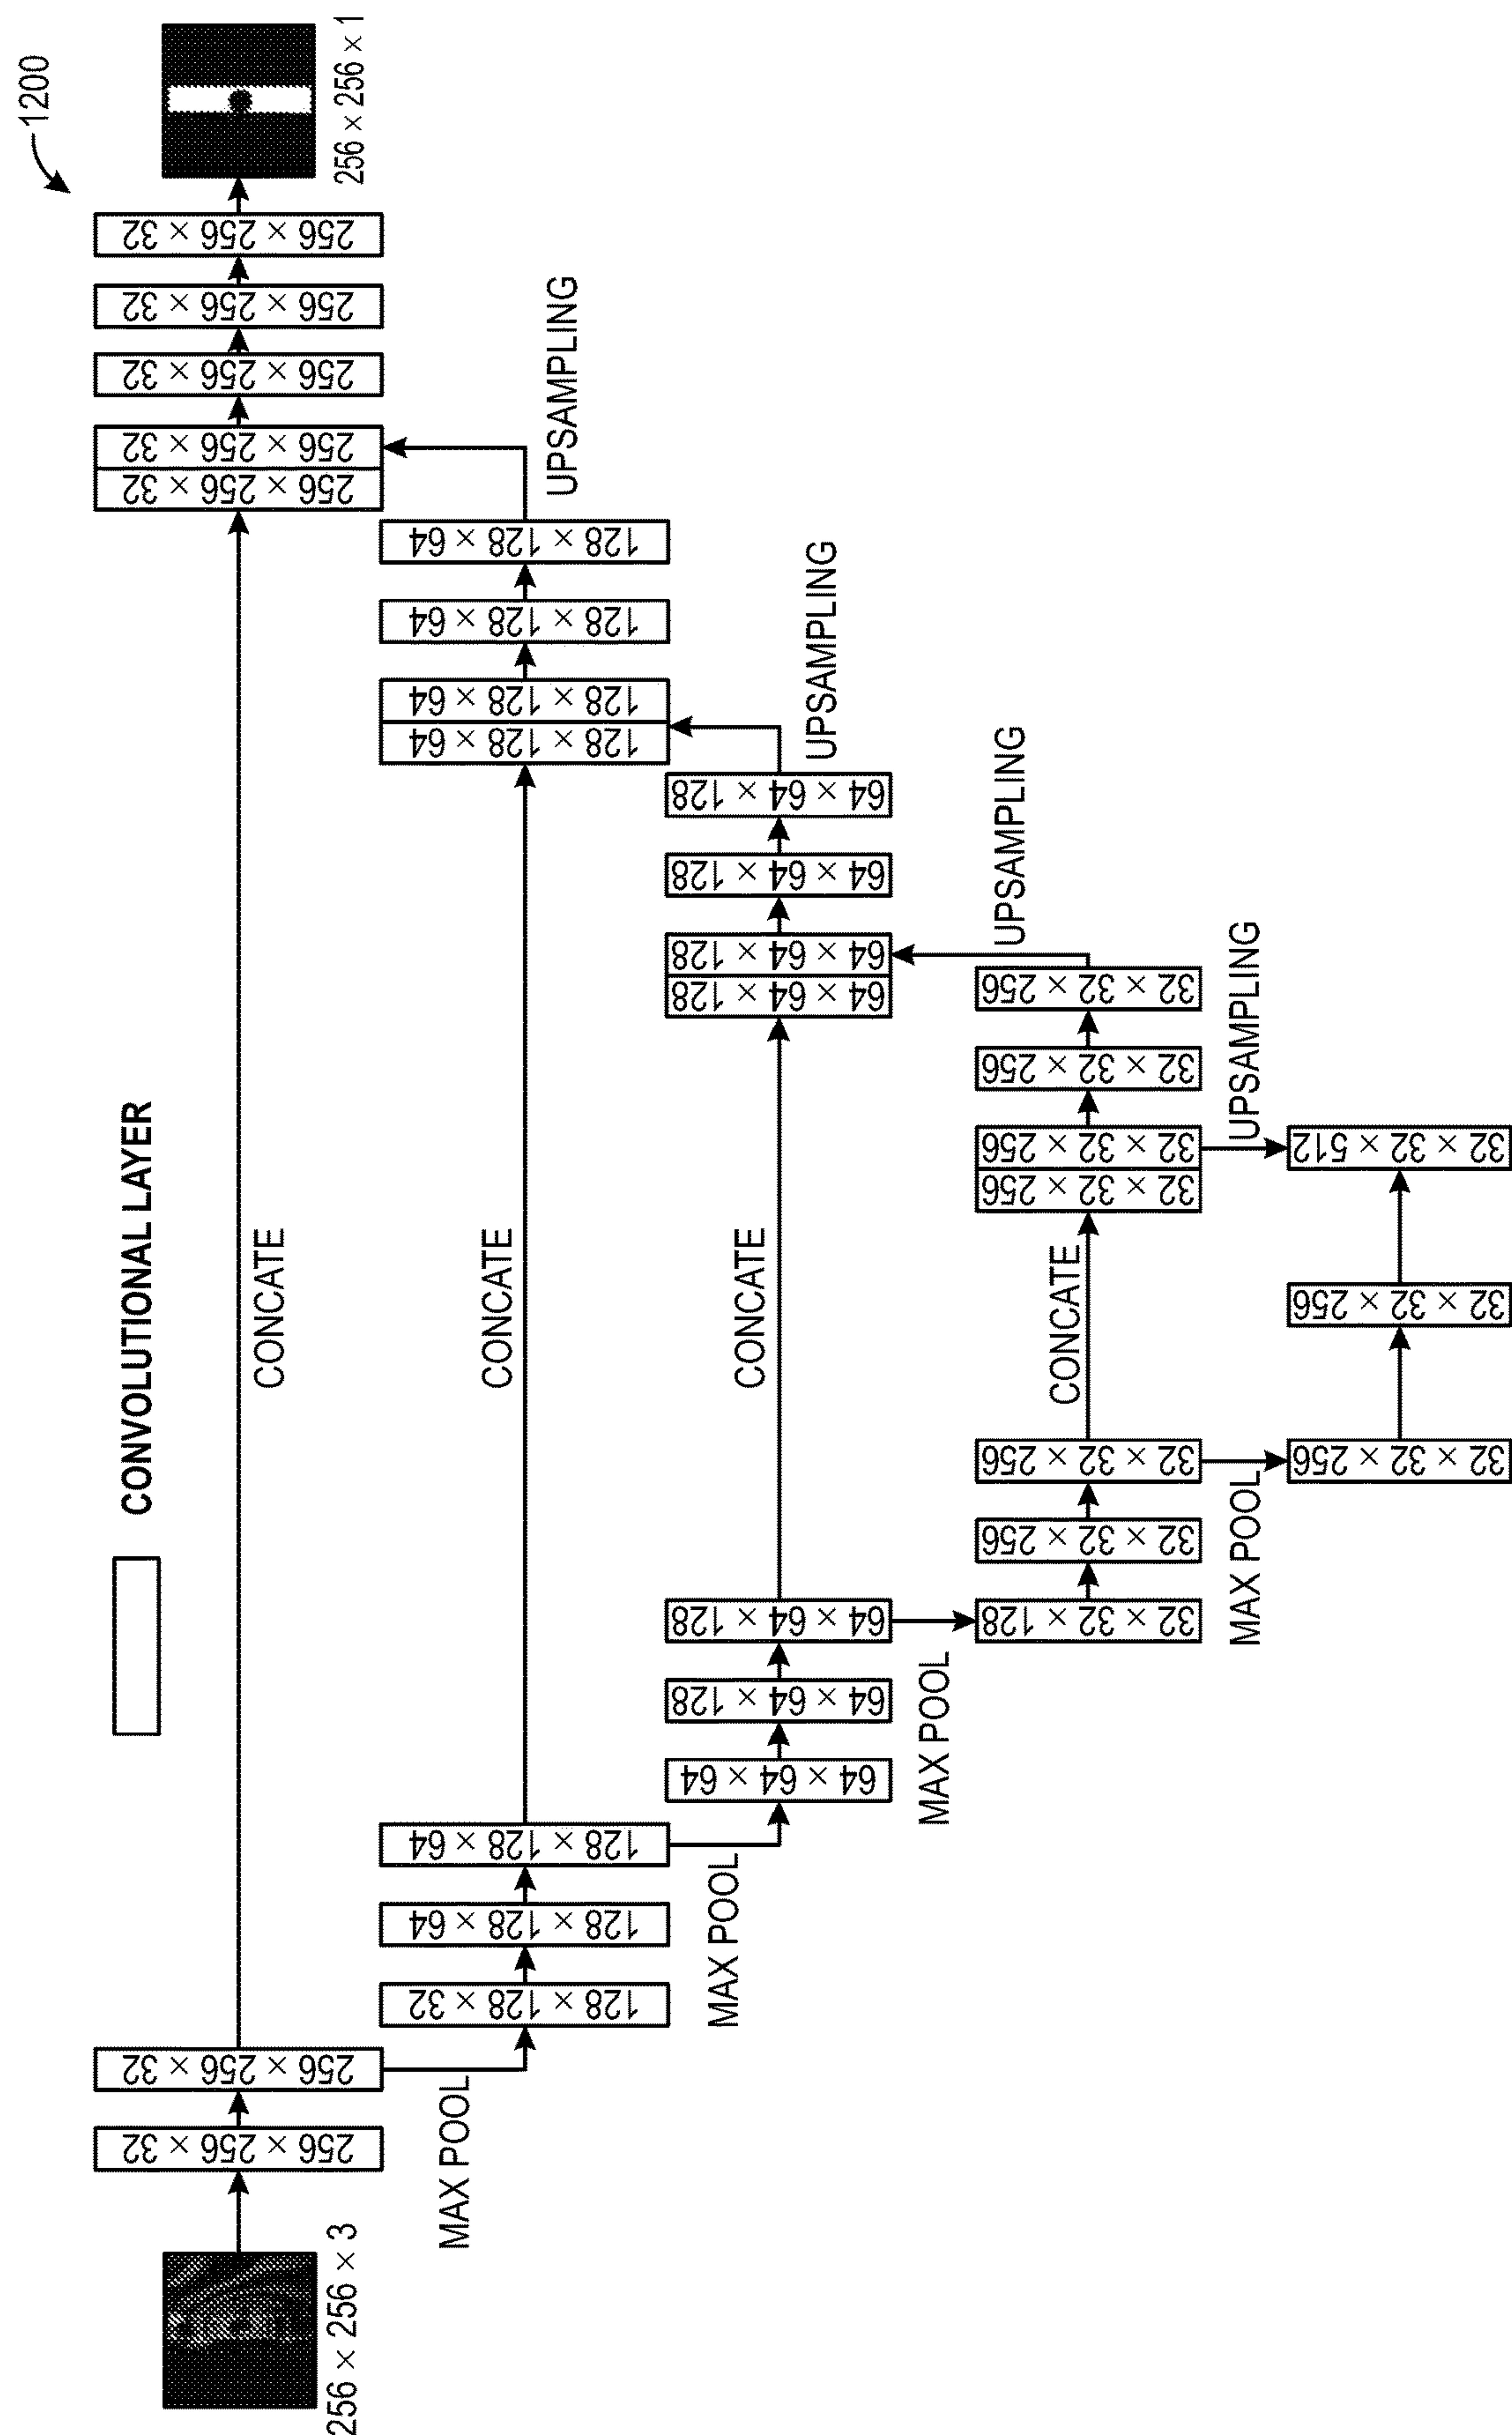 1200
CONVOLUTIONAL LAYER
256 × 256 × 3
256 × 256 × 32
256 × 256 × 32
CONCATE
256 × 256 × 32
256 × 256 × 32
256 × 256 × 32
256 × 256 × 32
256 × 256 × 32
256 × 256 × 1
MAX POOL
128 × 128 × 32
128 × 128 × 64
128 × 128 × 64
CONCATE
128 × 128 × 64
128 × 128 × 64
128 × 128 × 64
128 × 128 × 64
UPSAMPLING
MAX POOL
64 × 64 × 64
64 × 64 × 128
64 × 64 × 128
CONCATE
64 × 64 × 128
64 × 64 × 128
64 × 64 × 128
64 × 64 × 128
UPSAMPLING
MAX POOL
32 × 32 × 128
32 × 32 × 256
32 × 32 × 256
CONCATE
32 × 32 × 256
32 × 32 × 256
32 × 32 × 256
32 × 32 × 256
UPSAMPLING
MAX POOL
32 × 32 × 256
32 × 32 × 256
32 × 32 × 512
UPSAMPLING